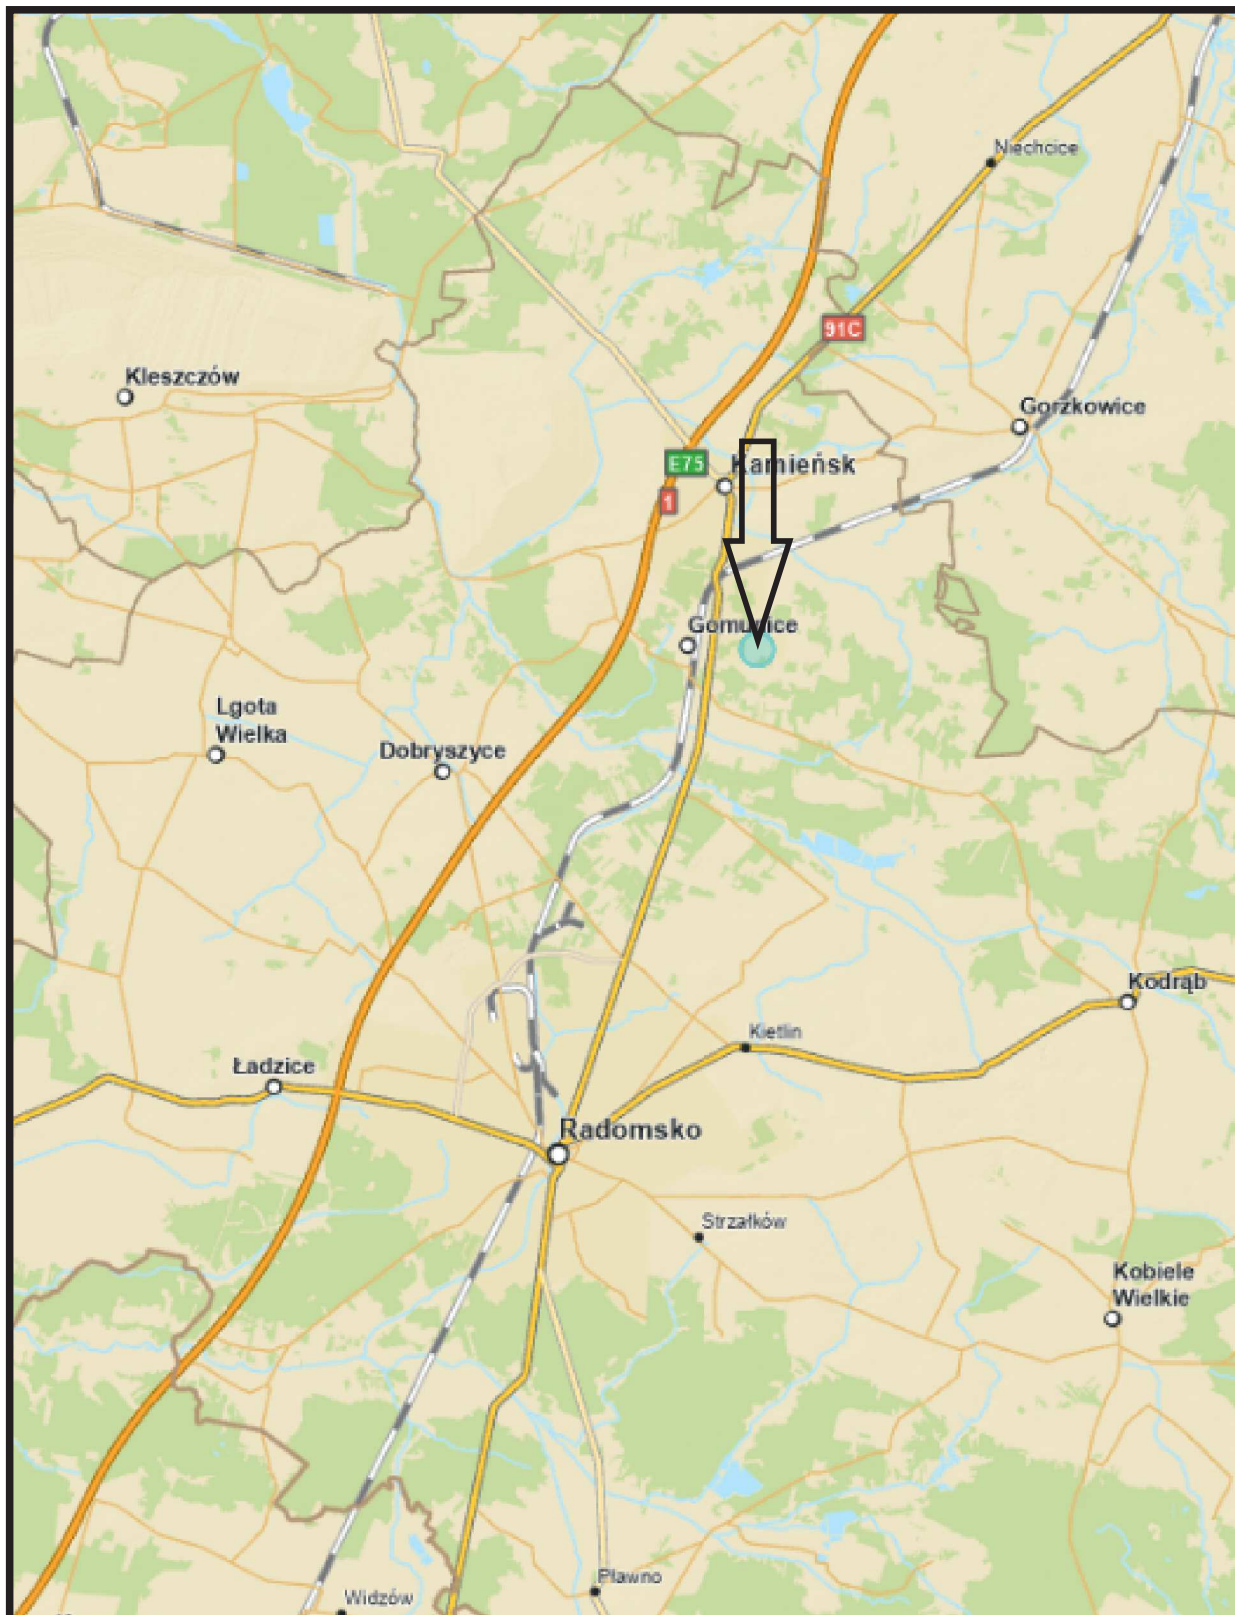 Niechcice
91C
Kleszczów
Gorzkowice
E75
Kamieńsk
1
Gomunice
Lgota
Wielka
Dobryszyce
Kodrąb
Kietlin
Ładzice
Radomsko
Strzałków
Kobiele
Wielkie
Pławno
Widzów